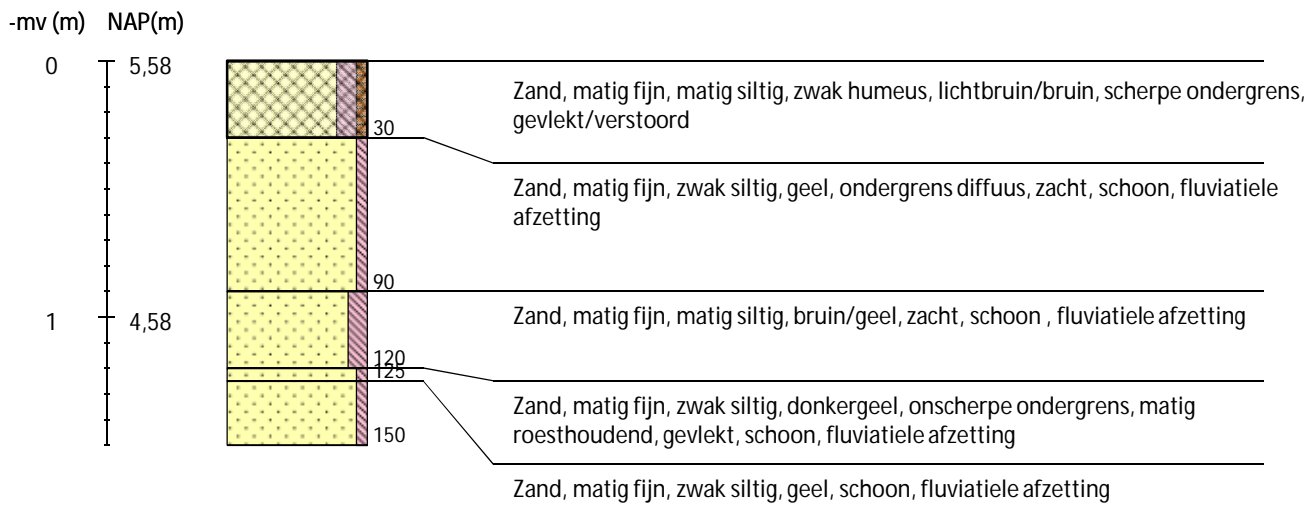 -mv (m) NAP(m)
0 5,58
Zand, matig fijn, matig siltig, zwak humeus, lichtbruin/bruin, scherpe ondergrens,
gevlekt/verstoord
30
Zand, matig fijn, zwak siltig, geel, ondergrens diffuus, zacht, schoon, fluviatiele
afzetting
90
1 4,58
Zand, matig fijn, matig siltig, bruin/geel, zacht, schoon , fluviatiele afzetting
120
125
Zand, matig fijn, zwak siltig, donkergeel, onscherpe ondergrens, matig
roesthoudend, gevlekt, schoon, fluviatiele afzetting
150
Zand, matig fijn, zwak siltig, geel, schoon, fluviatiele afzetting